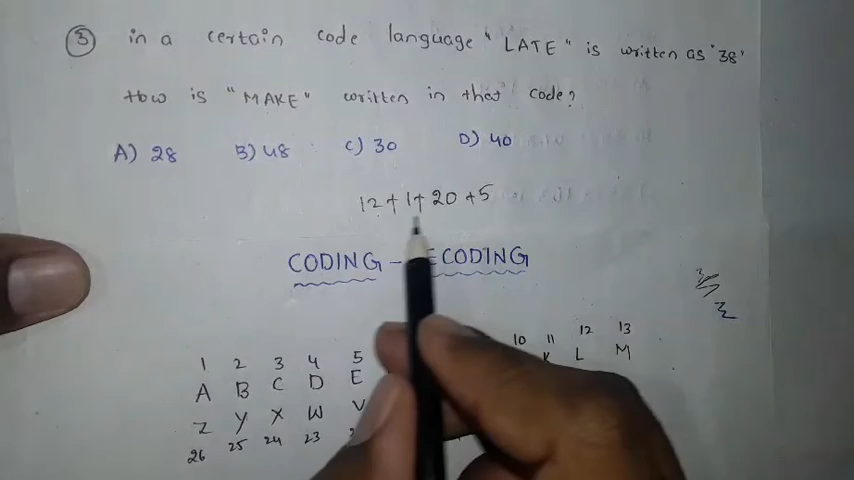 3 in a certain code language "LATE" is written as "38"
How is "MAKE" written in that code?
A) 28 B) 48 C) 30 D) 40
12+1+20+5
CODING - DECODING
10 11 12 13
1 2 3 4 5
K L M
A B C D E
Z Y X W V
26 25 24 23